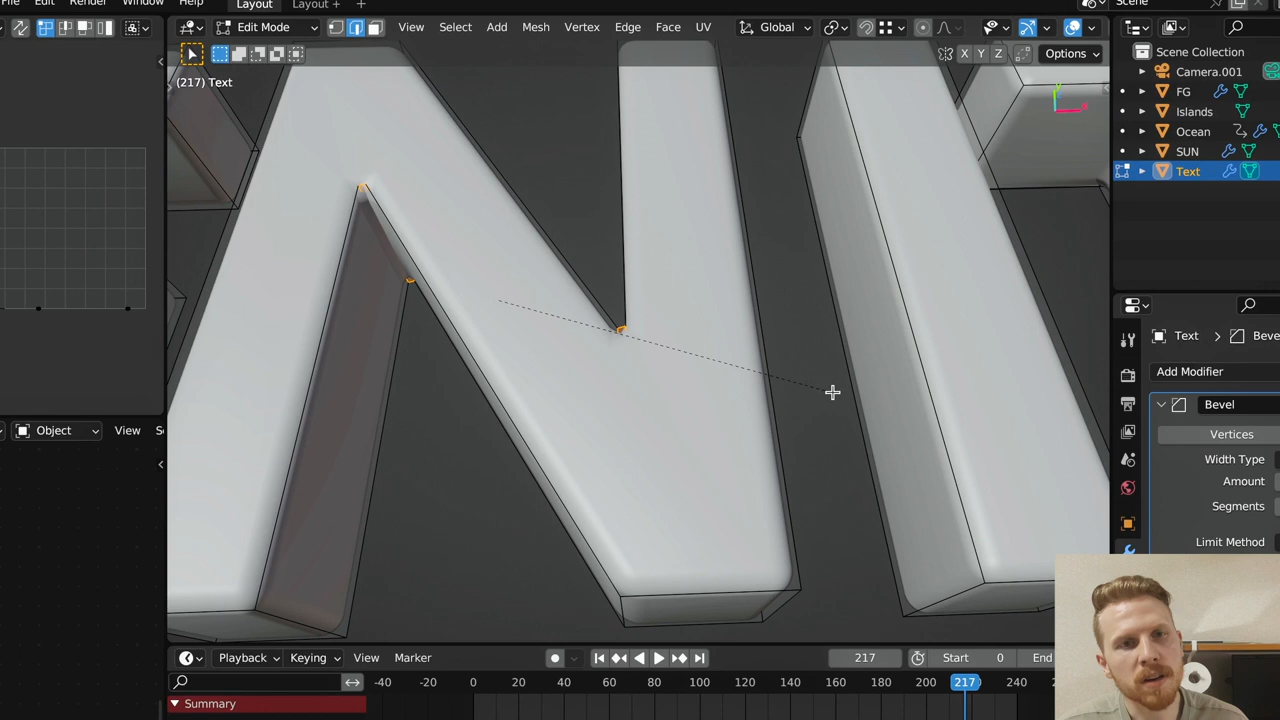 File Edit Render Window Help Layout Layout + Scene
Edit Mode View Select Add Mesh Vertex Edge Face UV Global
X Y Z Options
(217) Text
Scene Collection
Camera.001
FG
Islands
Ocean
SUN
Text
Text > Beve
Add Modifier
Bevel
Vertices
Width Type
Amount
Segments
Limit Method
Object View S
Playback Keying View Marker 217 Start 0 End
-40 -20 0 20 40 60 80 100 120 140 160 180 200 217 240
Summary